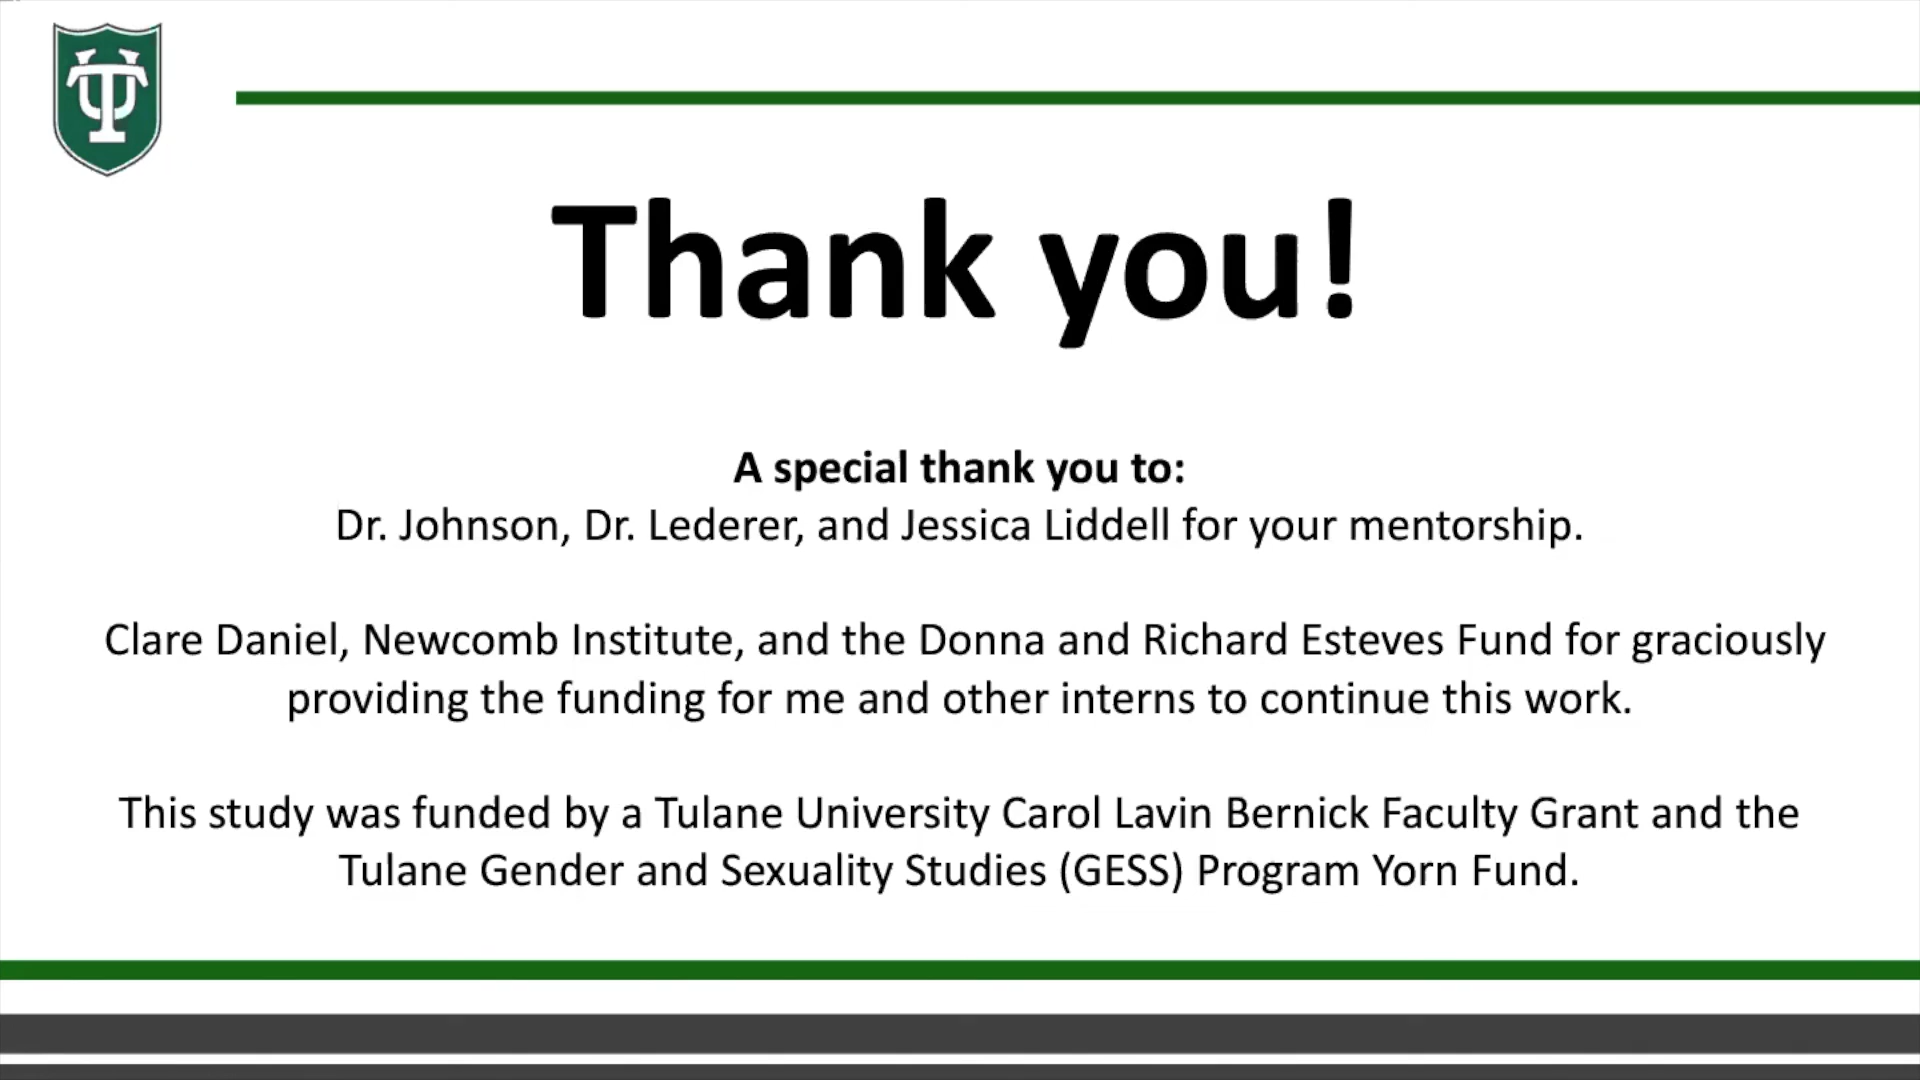 Thank you!
A special thank you to:
Dr. Johnson, Dr. Lederer, and Jessica Liddell for your mentorship.
Clare Daniel, Newcomb Institute, and the Donna and Richard Esteves Fund for graciously
providing the funding for me and other interns to continue this work.
This study was funded by a Tulane University Carol Lavin Bernick Faculty Grant and the
Tulane Gender and Sexuality Studies (GESS) Program Yorn Fund.